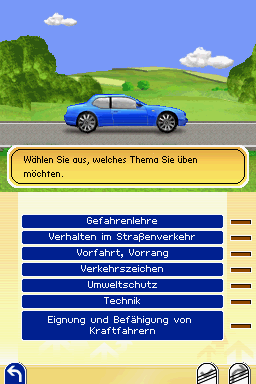 Wählen Sie aus, welches Thema Sie üben
möchten.
Gefahrenlehre
Verhalten im Straßenverkehr
Vorfahrt, Vorrang
Verkehrszeichen
Umweltschutz
Technik
Eignung und Befähigung von
Kraftfahrern